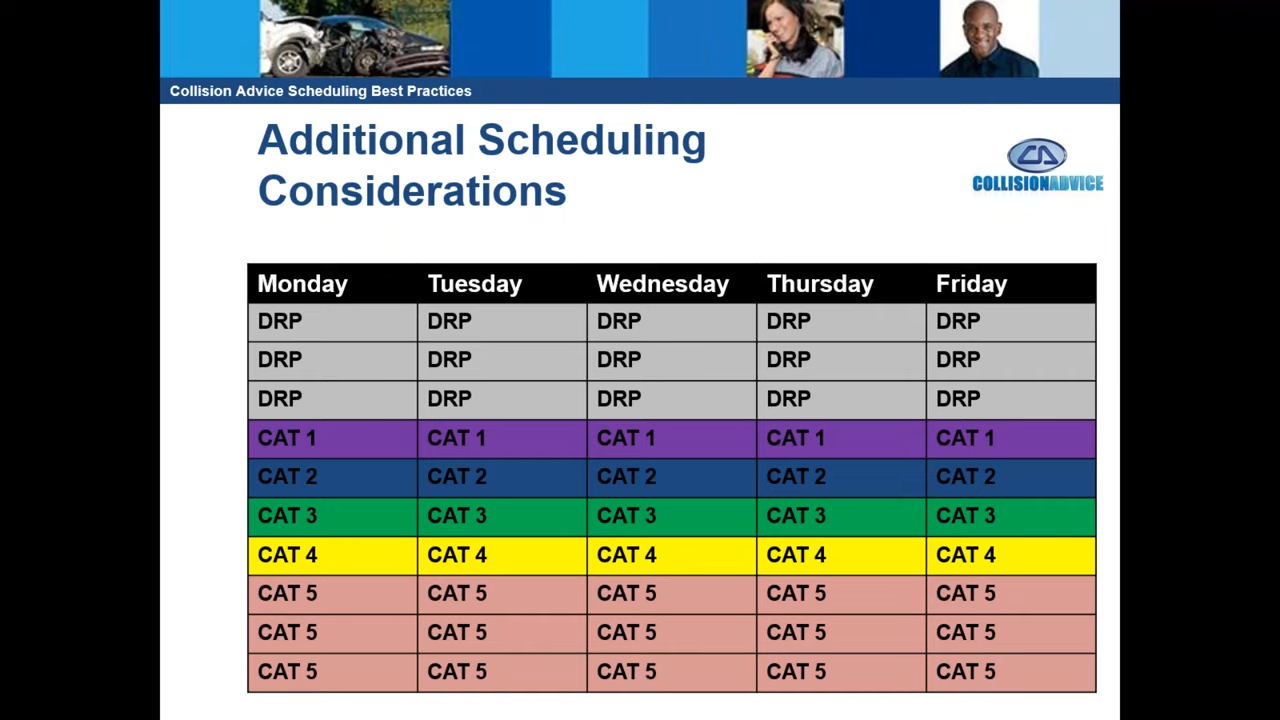 Collision Advice Scheduling Best Practices
Additional Scheduling
Considerations
COLLISIONADVICE
Monday Tuesday Wednesday Thursday Friday
DRP DRP DRP DRP DRP
DRP DRP DRP DRP DRP
DRP DRP DRP DRP DRP
CAT 1 CAT 1 CAT 1 CAT 1 CAT 1
CAT 2 CAT 2 CAT 2 CAT 2 CAT 2
CAT 3 CAT 3 CAT 3 CAT 3 CAT 3
CAT 4 CAT 4 CAT 4 CAT 4 CAT 4
CAT 5 CAT 5 CAT 5 CAT 5 CAT 5
CAT 5 CAT 5 CAT 5 CAT 5 CAT 5
CAT 5 CAT 5 CAT 5 CAT 5 CAT 5